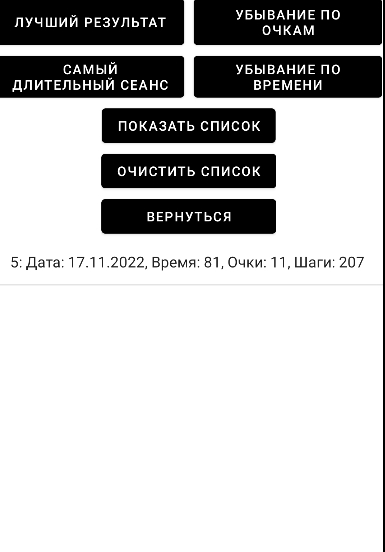 ЛУЧШИЙ РЕЗУЛЬТАТ
УБЫВАНИЕ ПО
ОЧКАМ
САМЫЙ
ДЛИТЕЛЬНЫЙ СЕАНС
УБЫВАНИЕ ПО
ВРЕМЕНИ
ПОКАЗАТЬ СПИСОК
ОЧИСТИТЬ СПИСОК
ВЕРНУТЬСЯ
5: Дата: 17.11.2022, Время: 81, Очки: 11, Шаги: 207